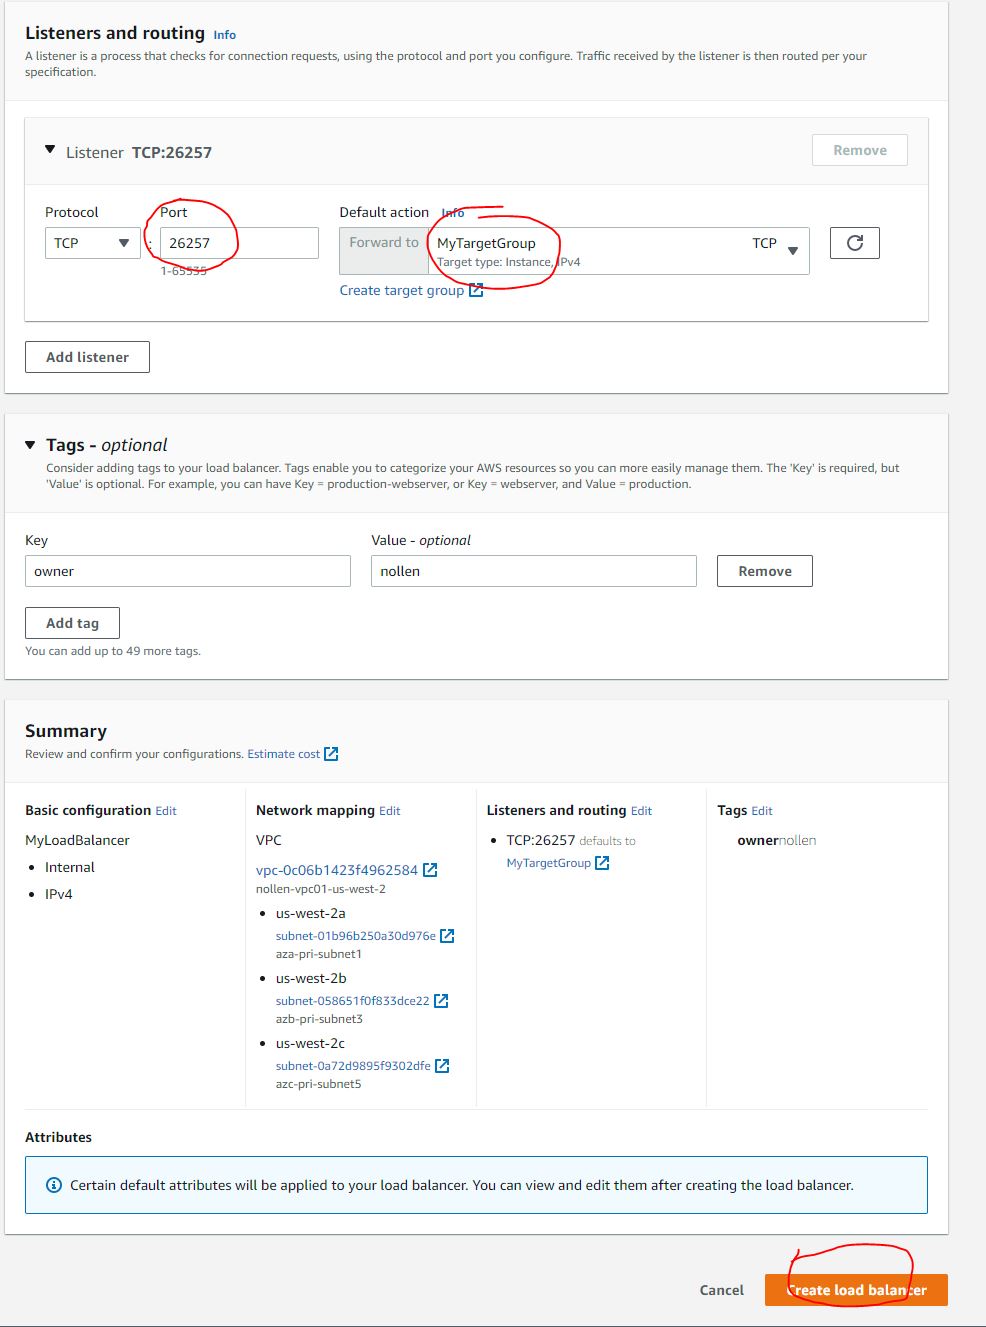 Listeners and routing Info
A listener is a process that checks for connection requests, using the protocol and port you configure. Traffic received by the listener is then routed per your
specification.
Listener TCP:26257
Remove
Protocol
Port
Default action Info
TCP
:
26257
1-65535
Forward to
MyTargetGroup
Target type: Instance, IPv4
TCP
Create target group
Add listener
Tags - optional
Consider adding tags to your load balancer. Tags enable you to categorize your AWS resources so you can more easily manage them. The 'Key' is required, but
'Value' is optional. For example, you can have Key = production-webserver, or Key = webserver, and Value = production.
Key
Value - optional
owner
nollen
Remove
Add tag
You can add up to 49 more tags.
Summary
Review and confirm your configurations. Estimate cost
Basic configuration Edit
MyLoadBalancer
• Internal
• IPv4
Network mapping Edit
VPC
vpc-0c06b1423f4962584
nollen-vpc01-us-west-2
• us-west-2a
subnet-01b96b250a30d976e
aza-pri-subnet1
• us-west-2b
subnet-058651f0f833dce22
azb-pri-subnet3
• us-west-2c
subnet-0a72d9895f9302dfe
azc-pri-subnet5
Listeners and routing Edit
• TCP:26257 defaults to
MyTargetGroup
Tags Edit
ownernollen
Attributes
Certain default attributes will be applied to your load balancer. You can view and edit them after creating the load balancer.
Cancel
Create load balancer